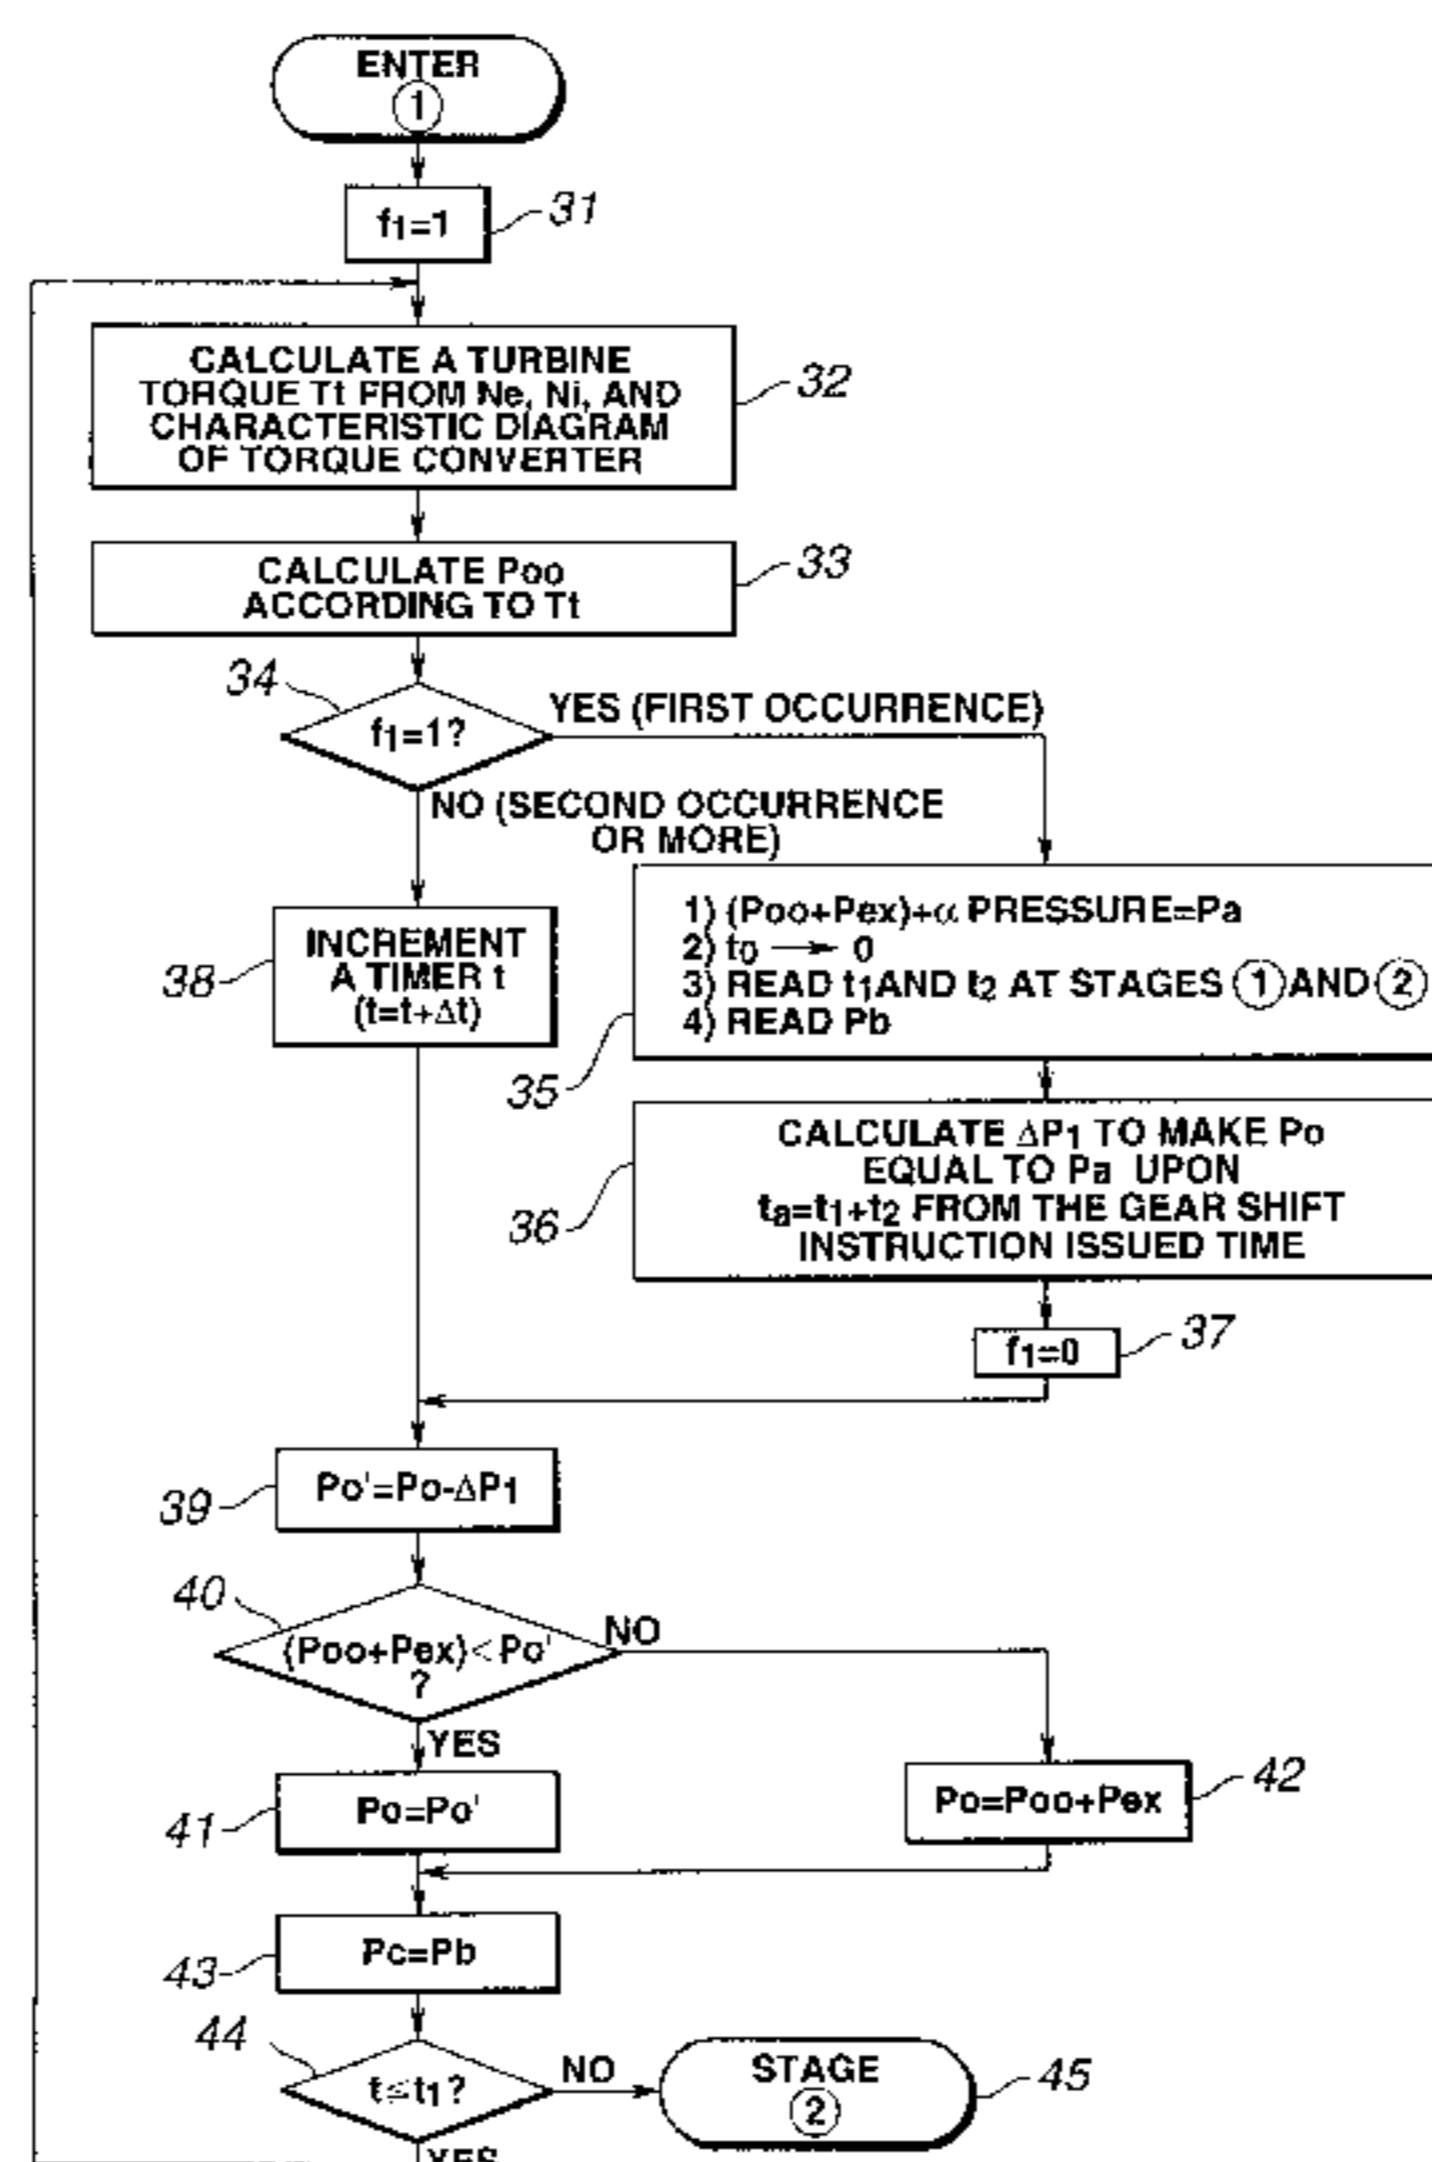 ENTER
①
f1=1
31
CALCULATE A TURBINE
TORQUE Tt FROM Ne, Ni, AND
CHARACTERISTIC DIAGRAM
OF TORQUE CONVERTER
32
CALCULATE Poo
ACCORDING TO Tt
33
34
f1=1?
YES (FIRST OCCURRENCE)
NO (SECOND OCCURRENCE
OR MORE)
INCREMENT
A TIMER t
(t=t+Δt)
38
1) (Poo+Pex)+α PRESSURE=Pa
2) t0 → 0
3) READ t1 AND t2 AT STAGES ① AND ②
4) READ Pb
35
CALCULATE ΔP1 TO MAKE Po
EQUAL TO Pa UPON
ta=t1+t2 FROM THE GEAR SHIFT
INSTRUCTION ISSUED TIME
36
f1=0
37
Po'=Po-ΔP1
39
40
(Poo+Pex)<Po'
?
NO
YES
Po=Po'
41
Po=Poo+Pex
42
Pc=Pb
43
44
t≦t1?
NO
STAGE
②
45
YES